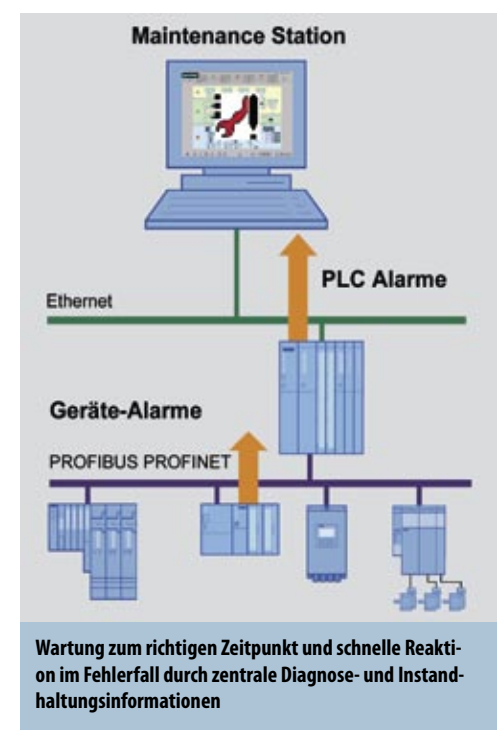 Maintenance Station
PLC Alarme
Ethernet
Geräte-Alarme
PROFIBUS PROFINET
Wartung zum richtigen Zeitpunkt und schnelle Reakti-
on im Fehlerfall durch zentrale Diagnose- und Instand-
haltungsinformationen